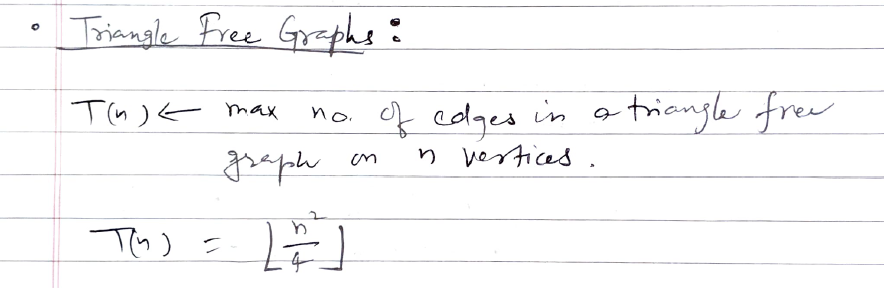 • Triangle Free Graphs :
T(n) ← max no. of edges in a triangle free
graph on n vertices.
T(n) = ⌊n²/4⌋